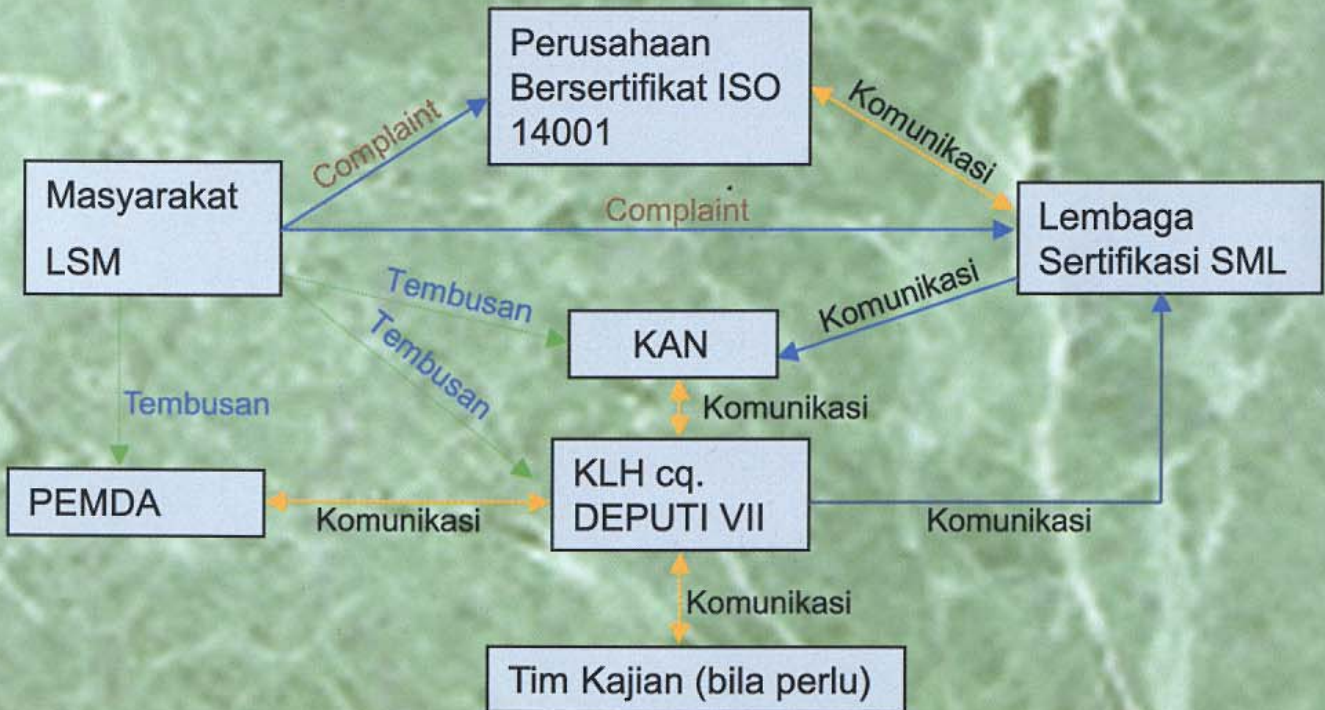 Perusahaan
Bersertifikat ISO
14001
Complaint
Komunikasi
Masyarakat
LSM
Complaint
Lembaga
Sertifikasi SML
Tembusan
Komunikasi
KAN
Tembusan
Komunikasi
Tembusan
PEMDA
Komunikasi
KLH cq.
DEPUTI VII
Komunikasi
Komunikasi
Tim Kajian (bila perlu)